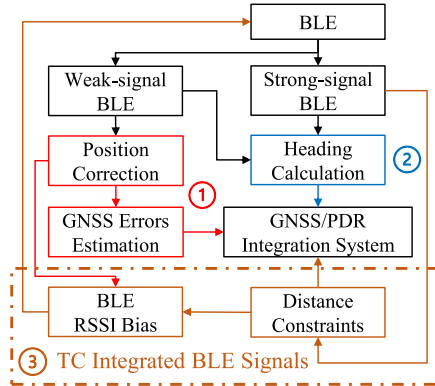 BLE
Weak-signal
BLE
Strong-signal
BLE
Position
Correction
Heading
Calculation
2
1
GNSS Errors
Estimation
GNSS/PDR
Integration System
BLE
RSSI Bias
Distance
Constraints
3 TC Integrated BLE Signals